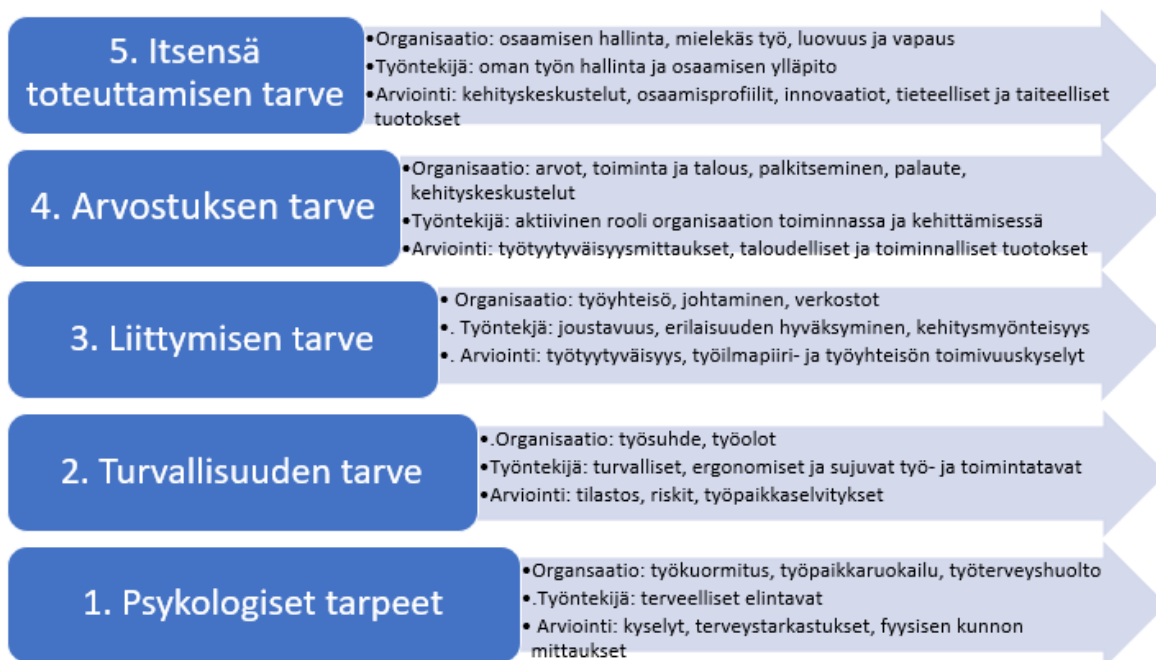 5. Itsensä
toteuttamisen tarve
•Organisaatio: osaamisen hallinta, mielekäs työ, luovuus ja vapaus
•Työntekijä: oman työn hallinta ja osaamisen ylläpito
•Arviointi: kehityskeskustelut, osaamisprofiilit, innovaatiot, tieteelliset ja taiteelliset
tuotokset
4. Arvostuksen tarve
•Organisaatio: arvot, toiminta ja talous, palkitseminen, palaute,
kehityskeskustelut
•Työntekijä: aktiivinen rooli organisaation toiminnassa ja kehittämisessä
•Arviointi: työtyytyväisyysmittaukset, taloudelliset ja toiminnalliset tuotokset
3. Liittymisen tarve
• Organisaatio: työyhteisö, johtaminen, verkostot
•. Työntekjä: joustavuus, erilaisuuden hyväksyminen, kehitysmyönteisyys
•. Arviointi: työtyytyväisyys, työilmapiiri- ja työyhteisön toimivuuskyselyt
2. Turvallisuuden tarve
•.Organisaatio: työsuhde, työolot
•Työntekijä: turvalliset, ergonomiset ja sujuvat työ- ja toimintatavat
•Arviointi: tilastos, riskit, työpaikkaselvitykset
1. Psykologiset tarpeet
•Organsaatio: työkuormitus, työpaikkaruokailu, työterveyshuolto
•.Työntekijä: terveelliset elintavat
• Arviointi: kyselyt, terveystarkastukset, fyysisen kunnon
mittaukset